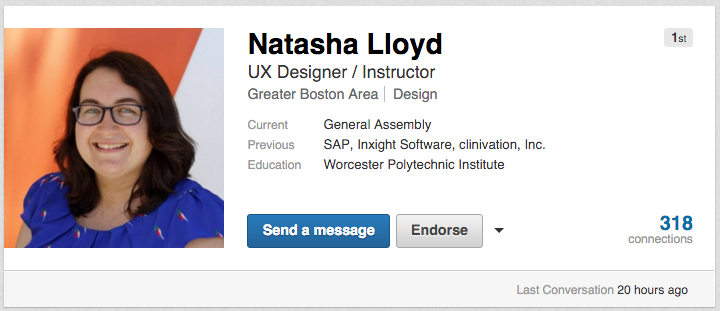 Natasha Lloyd
1st
UX Designer / Instructor
Greater Boston Area | Design
Current General Assembly
Previous SAP, Inxight Software, clinivation, Inc.
Education Worcester Polytechnic Institute
Send a message
Endorse
318
connections
Last Conversation 20 hours ago